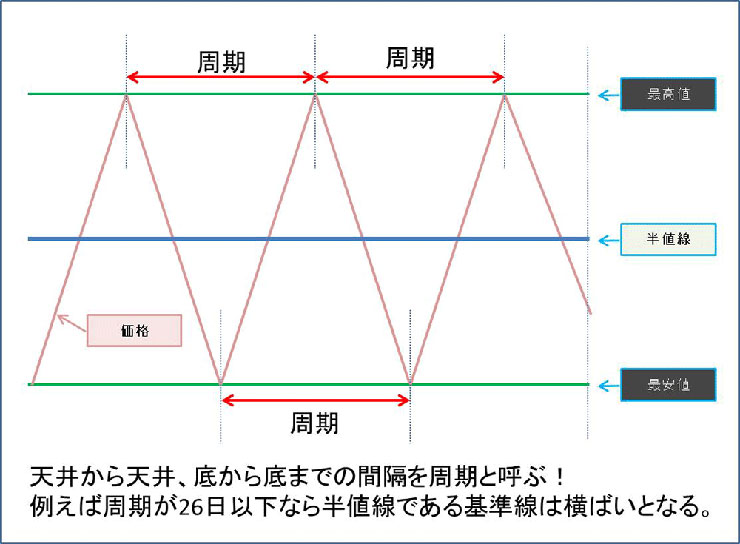 周期
周期
最高値
半値線
価格
最安値
周期
天井から天井、底から底までの間隔を周期と呼ぶ！
例えば周期が26日以下なら半値線である基準線は横ばいとなる。